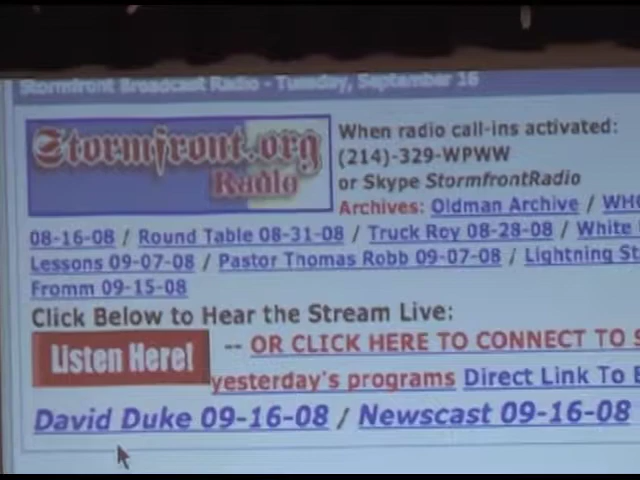 Stormfront Broadcast Radio - Tuesday, September 16
Stormfront.org
Radio
When radio call-ins activated:
(214)-329-WPWW
or Skype StormfrontRadio
Archives: Oldman Archive /
08-16-08 / Round Table 08-31-08 / Truck Roy 08-28-08 / White
Lessons 09-07-08 / Pastor Thomas Robb 09-07-08 / Lightning
Fromm 09-15-08
Click Below to Hear the Stream Live:
Listen Here! -- OR CLICK HERE TO CONNECT TO
yesterday's programs Direct Link To
David Duke 09-16-08 / Newscast 09-16-08